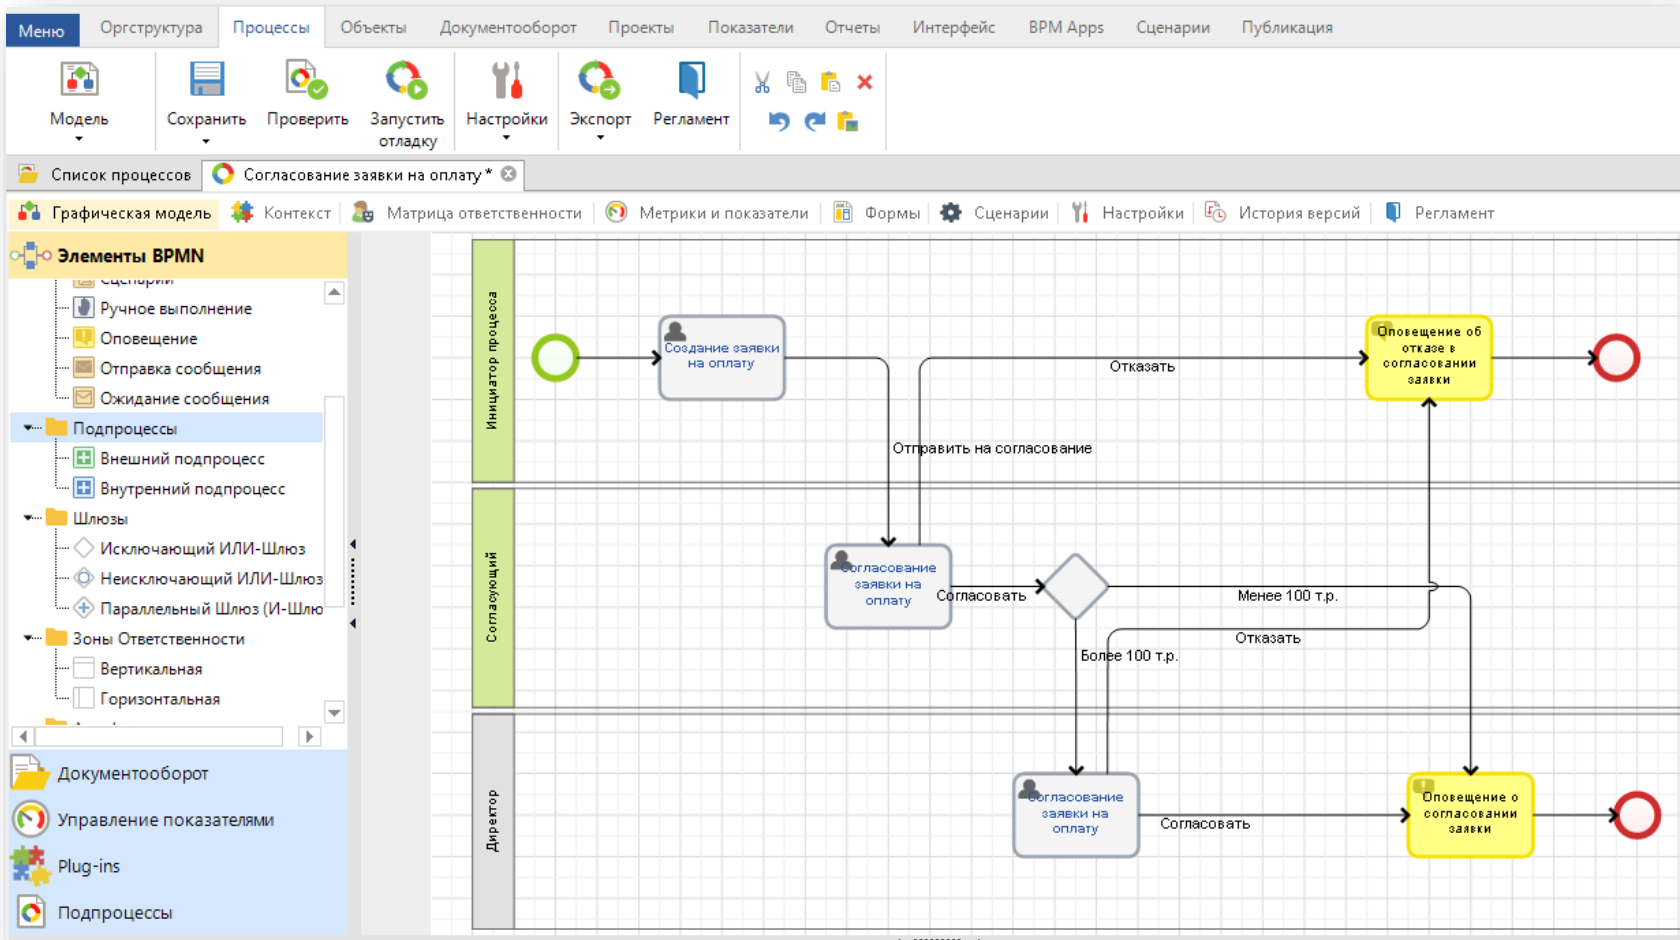 Меню Оргструктура Процессы Объекты Документооборот Проекты Показатели Отчеты Интерфейс BPM Apps Сценарии Публикация
Модель
Сохранить
Проверить
Запустить
отладку
Настройки
Экспорт
Регламент
Список процессов
Согласование заявки на оплату *
Графическая модель Контекст Матрица ответственности Метрики и показатели Формы Сценарии Настройки История версий Регламент
Элементы BPMN
Сценарий
Ручное выполнение
Оповещение
Отправка сообщения
Ожидание сообщения
Подпроцессы
Внешний подпроцесс
Внутренний подпроцесс
Шлюзы
Исключающий ИЛИ-Шлюз
Неисключающий ИЛИ-Шлюз
Параллельный Шлюз (И-Шлю
Зоны Ответственности
Вертикальная
Горизонтальная
Документооборот
Управление показателями
Plug-ins
Подпроцессы
Инициатор процесса
Создание заявки
на оплату
Отказать
Оповещение об
отказе в
согласовании
заявки
Отправить на согласование
Согласующий
Согласование
заявки на
оплату
Согласовать
Менее 100 т.р.
Отказать
Более 100 т.р.
Директор
Согласование
заявки на
оплату
Согласовать
Оповещение о
согласовании
заявки